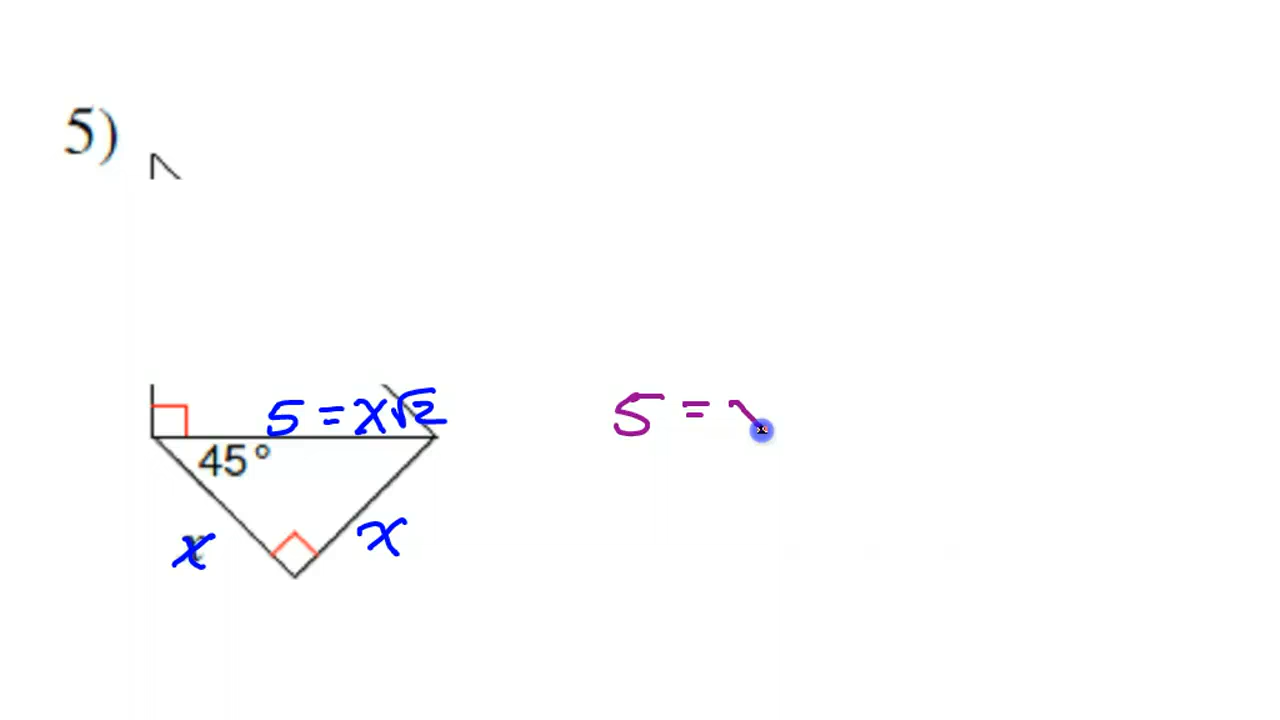 5)
5 = x√2
5 =
45°
x
x